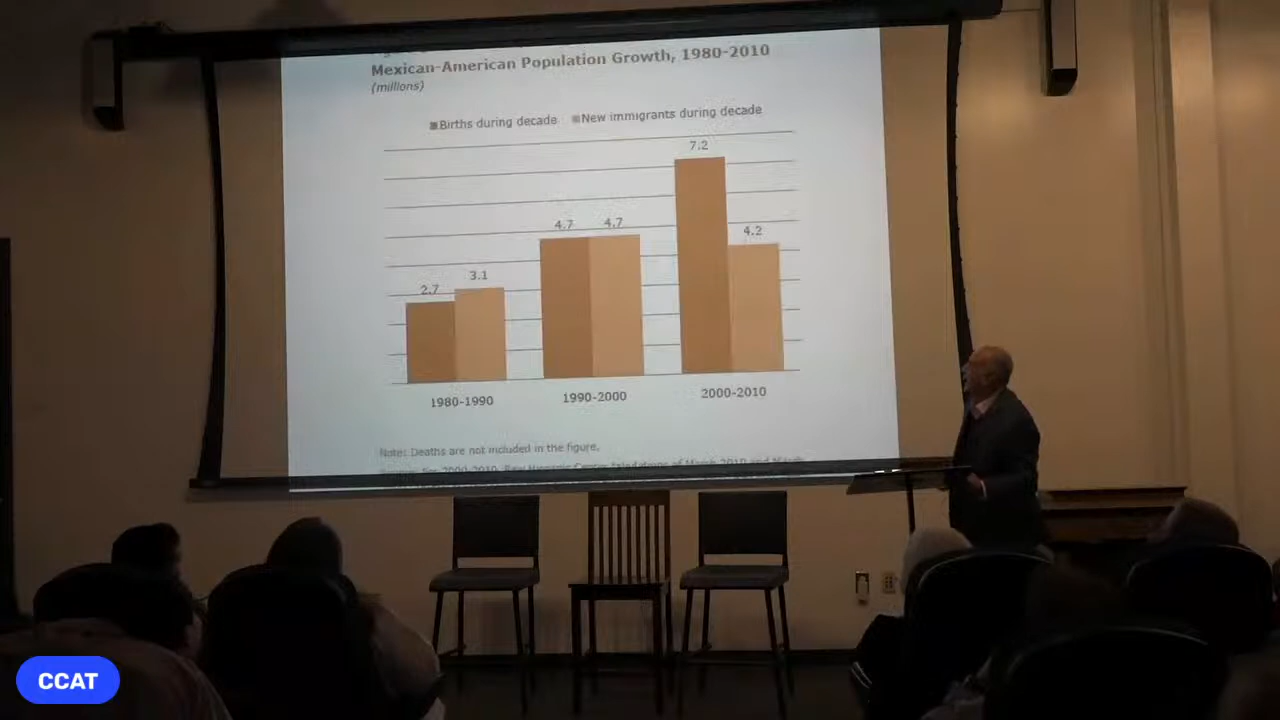 Mexican-American Population Growth, 1980-2010
(millions)
Births during decade New immigrants during decade
7.2
4.7 4.7
4.2
3.1
2.7
1980-1990 1990-2000 2000-2010
Note: Deaths are not included in the figure.
CCAT